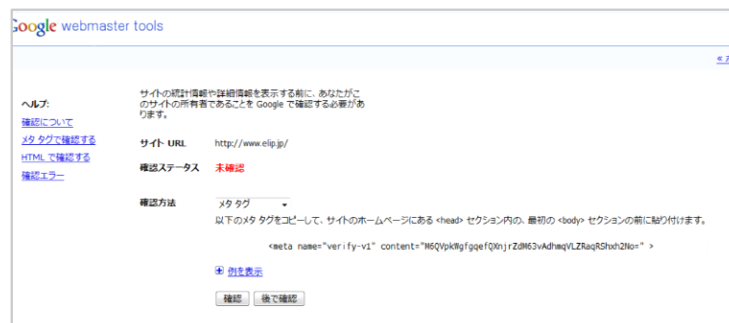 Google webmaster tools
«
サイトの統計情報や詳細情報を表示する前に、あなたがこ
のサイトの所有者であることを Google で確認する必要があ
ります。
ヘルプ:
確認について
メタ タグで確認する
HTML で確認する
確認エラー
サイト URL http://www.elip.jp/
確認ステータス 未確認
確認方法 メタ タグ
以下のメタ タグをコピーして、サイトのホームページにある <head> セクション内の、最初の <body> セクションの前に貼り付けます。
<meta name="verify-v1" content="M6QVpkWgfgqefQXnjrZdM63vAdhmqVLZRaqRShxh2No=" >
例を表示
確認 後で確認